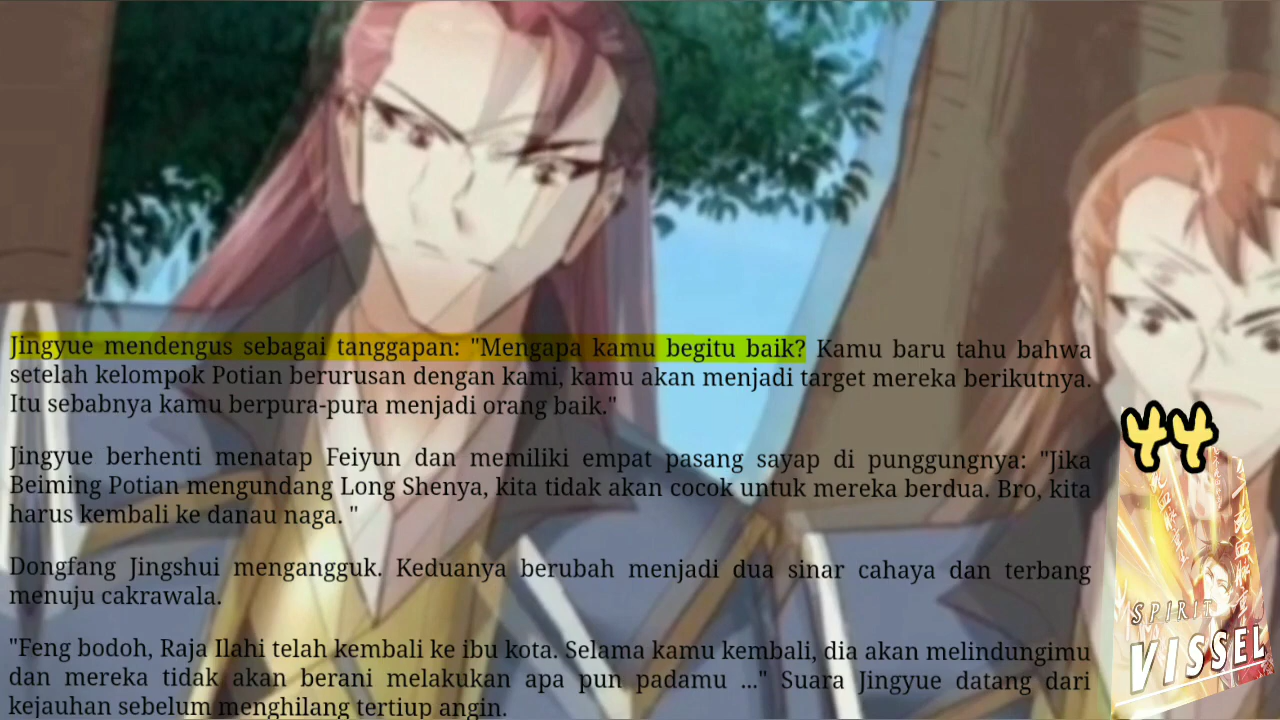 Jingyue mendengus sebagai tanggapan: "Mengapa kamu begitu baik? Kamu baru tahu bahwa
setelah kelompok Potian berurusan dengan kami, kamu akan menjadi target mereka berikutnya.
Itu sebabnya kamu berpura-pura menjadi orang baik."
Jingyue berhenti menatap Feiyun dan memiliki empat pasang sayap di punggungnya: "Jika
Beiming Potian mengundang Long Shenya, kita tidak akan cocok untuk mereka berdua. Bro, kita
harus kembali ke danau naga. "
Dongfang Jingshui mengangguk. Keduanya berubah menjadi dua sinar cahaya dan terbang
menuju cakrawala.
"Feng bodoh, Raja Ilahi telah kembali ke ibu kota. Selama kamu kembali, dia akan melindungimu
dan mereka tidak akan berani melakukan apa pun padamu ..." Suara Jingyue datang dari
kejauhan sebelum menghilang tertiup angin.
44
SPIRIT
VISSEL